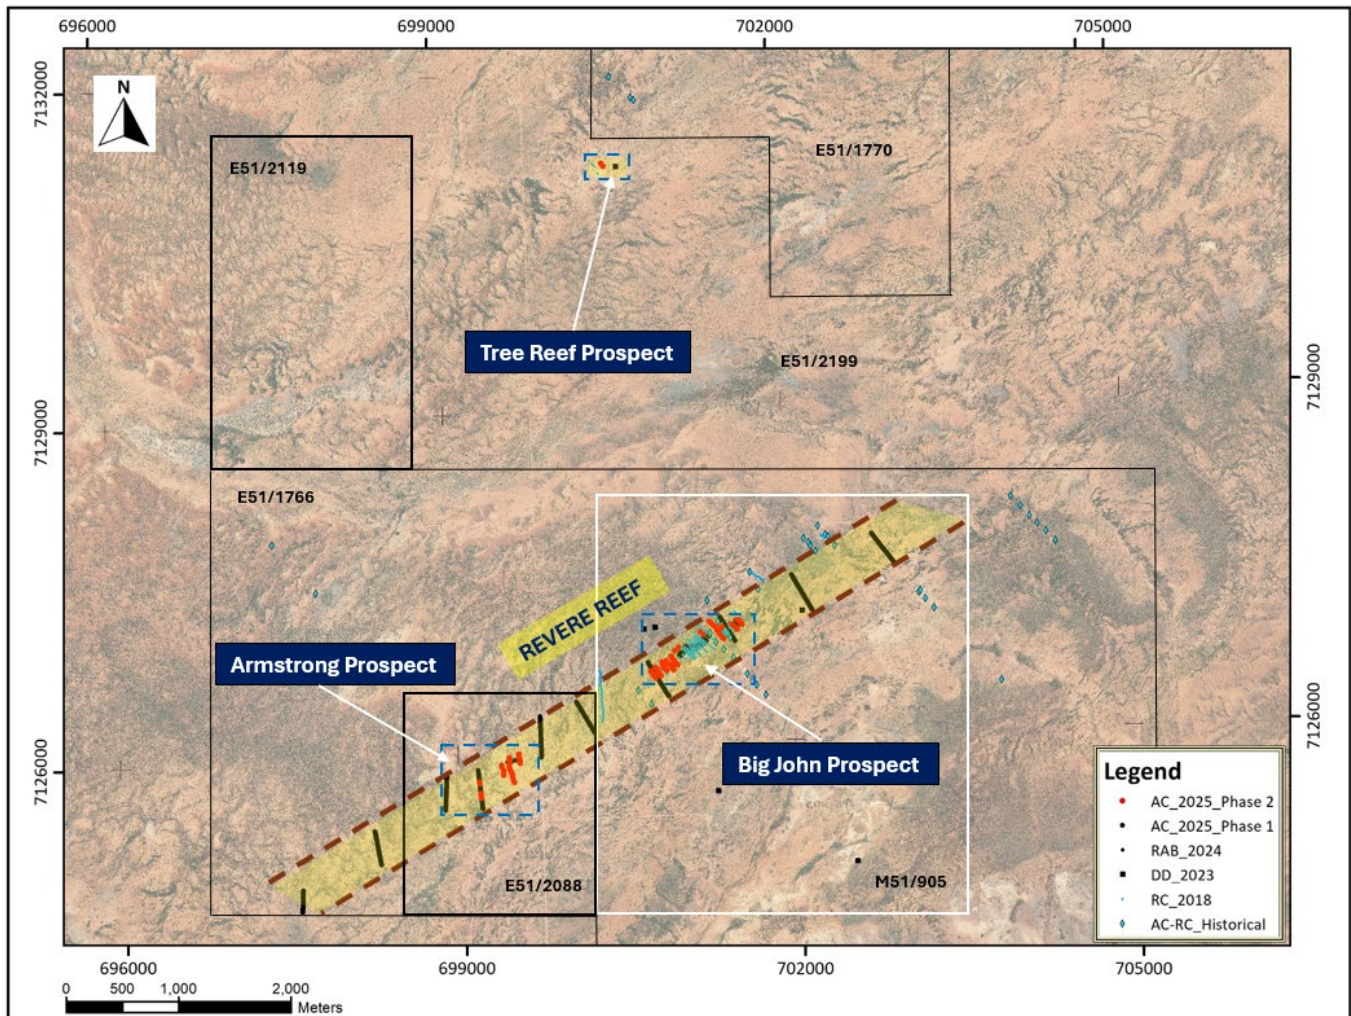 696000
699000
702000
705000
7132000
N
E51/2119
E51/1770
Tree Reef Prospect
E51/2199
7129000
7129000
E51/1766
REVERE REEF
Armstrong Prospect
Big John Prospect
7126000
7126000
E51/2088
M51/905
Legend
AC_2025_Phase 2
AC_2025_Phase 1
RAB_2024
DD_2023
RC_2018
AC-RC_Historical
696000
699000
702000
705000
0 500 1,000 2,000
Meters